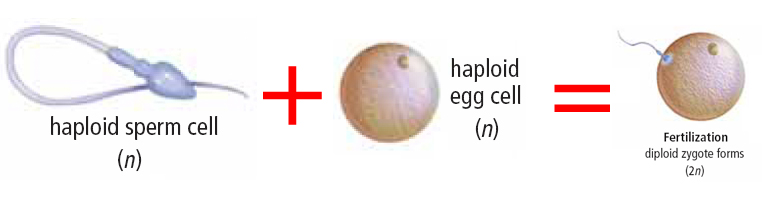 haploid sperm cell
(n)
+
haploid
egg cell
(n)
=
Fertilization
diploid zygote forms
(2n)